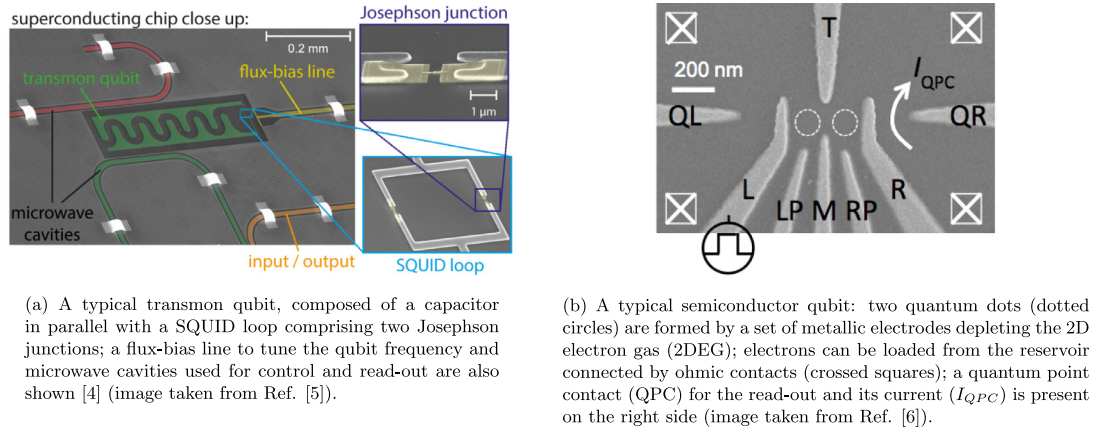 superconducting chip close up:
Josephson junction
0.2 mm
transmon qubit
flux-bias line
1 µm
microwave
cavities
input / output
SQUID loop
T
200 nm
I_QPC
QL
QR
L
R
LP M RP
(a) A typical transmon qubit, composed of a capacitor
in parallel with a SQUID loop comprising two Josephson
junctions; a flux-bias line to tune the qubit frequency and
microwave cavities used for control and read-out are also
shown [4] (image taken from Ref. [5]).
(b) A typical semiconductor qubit: two quantum dots (dotted
circles) are formed by a set of metallic electrodes depleting the 2D
electron gas (2DEG); electrons can be loaded from the reservoir
connected by ohmic contacts (crossed squares); a quantum point
contact (QPC) for the read-out and its current (I_QPC) is present
on the right side (image taken from Ref. [6]).